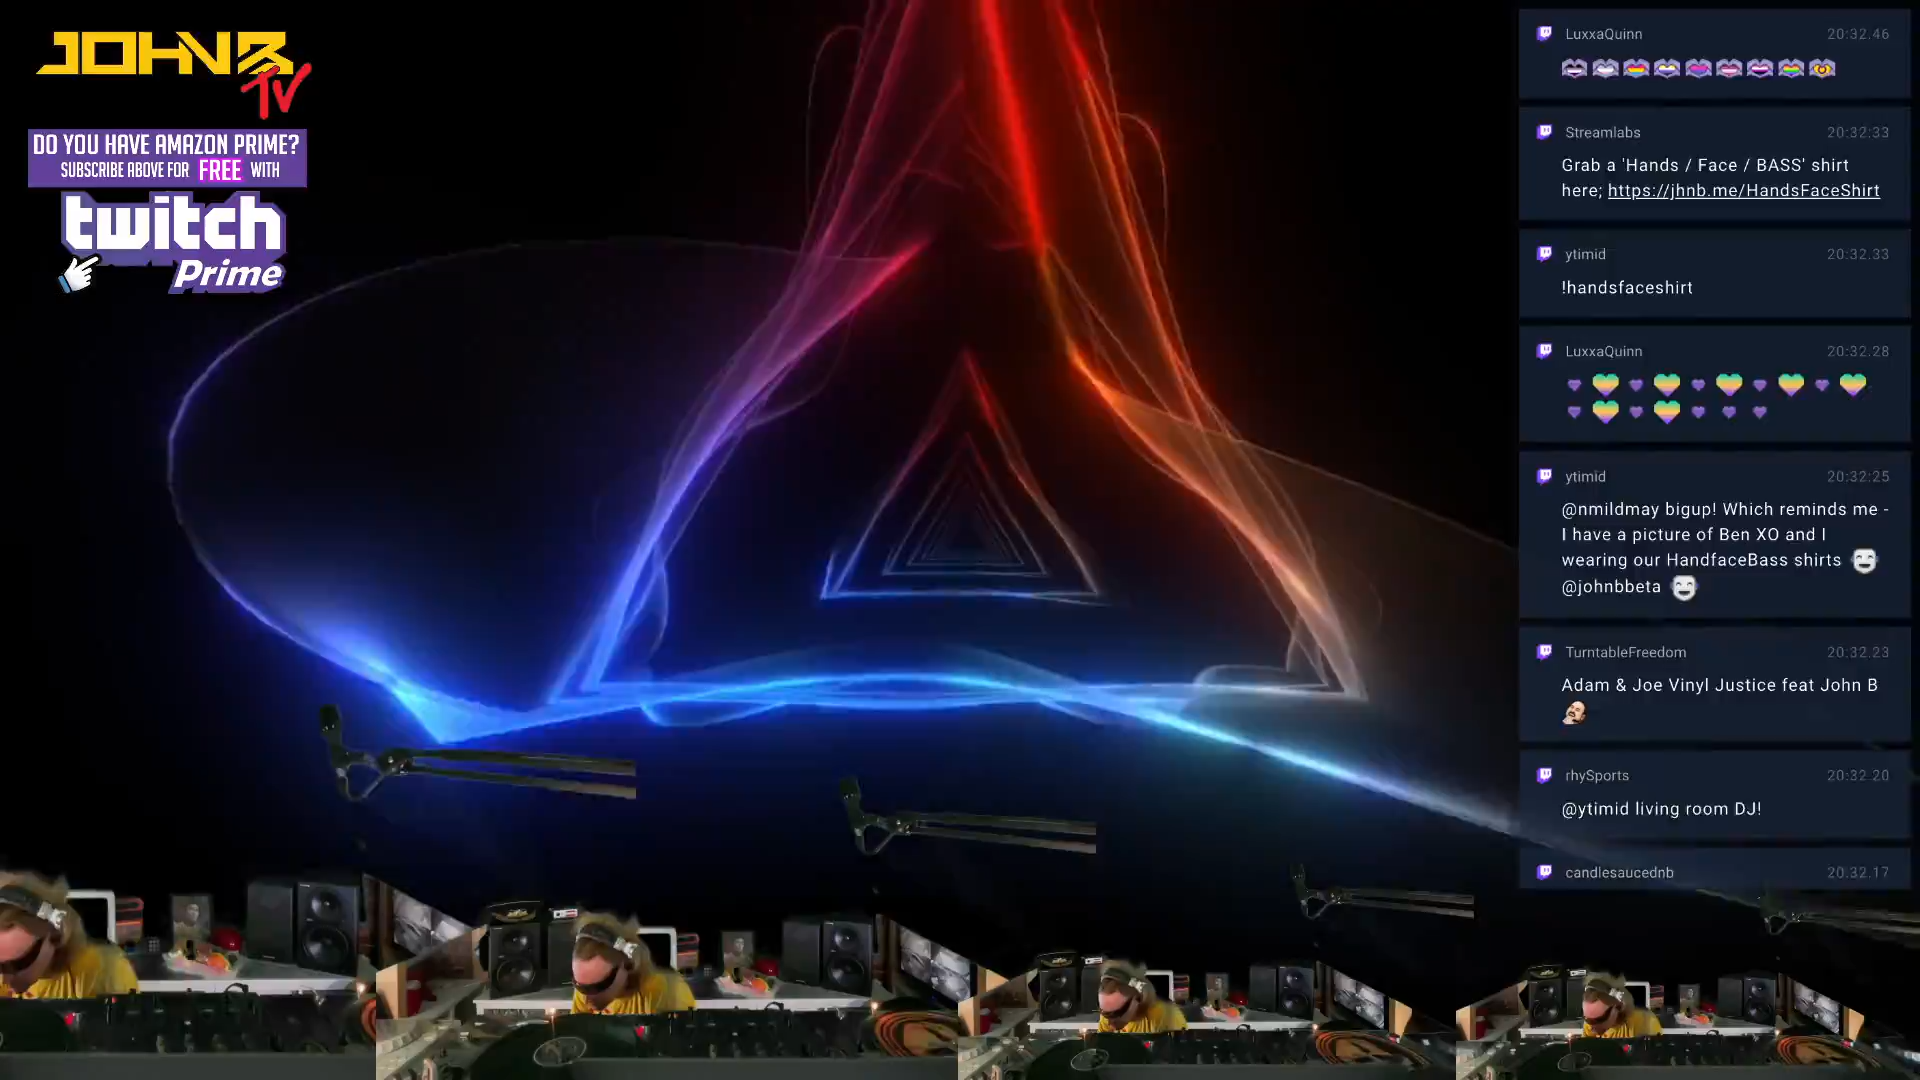 JOHN B
TV
DO YOU HAVE AMAZON PRIME?
SUBSCRIBE ABOVE FOR FREE WITH
twitch
Prime
LuxxaQuinn 20:32.46
Streamlabs 20:32:33
Grab a 'Hands / Face / BASS' shirt
here; https://jhnb.me/HandsFaceShirt
ytimid 20:32.33
!handsfaceshirt
LuxxaQuinn 20:32.28
ytimid 20:32:25
@nmildmay bigup! Which reminds me -
I have a picture of Ben XO and I
wearing our HandfaceBass shirts
@johnbbeta
TurntableFreedom 20:32.23
Adam & Joe Vinyl Justice feat John B
rhySports 20:32.20
@ytimid living room DJ!
candlesaucednb 20:32.17